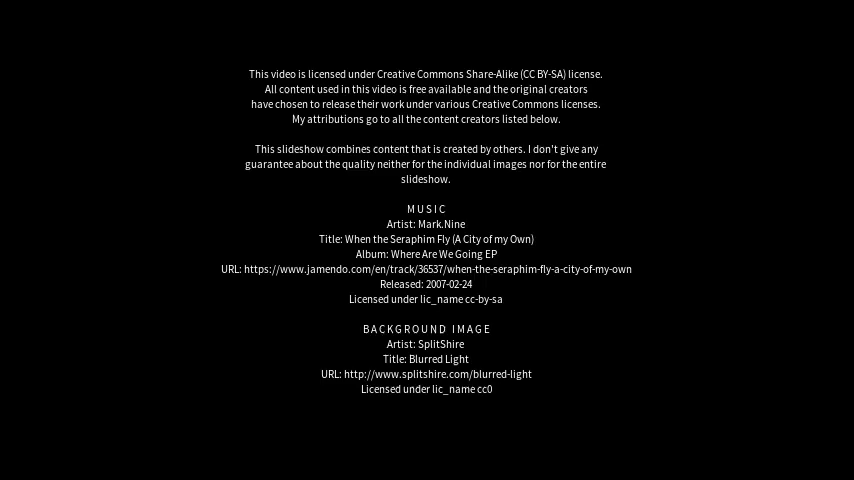 This video is licensed under Creative Commons Share-Alike (CC BY-SA) license.
All content used in this video is free available and the original creators
have chosen to release their work under various Creative Commons licenses.
My attributions go to all the content creators listed below.
This slideshow combines content that is created by others. I don't give any
guarantee about the quality neither for the individual images nor for the entire
slideshow.
MUSIC
Artist: Mark.Nine
Title: When the Seraphim Fly (A City of my Own)
Album: Where Are We Going EP
URL: https://www.jamendo.com/en/track/36537/when-the-seraphim-fly-a-city-of-my-own
Released: 2007-02-24
Licensed under lic_name cc-by-sa
BACKGROUND IMAGE
Artist: SplitShire
Title: Blurred Light
URL: http://www.splitshire.com/blurred-light
Licensed under lic_name cc0